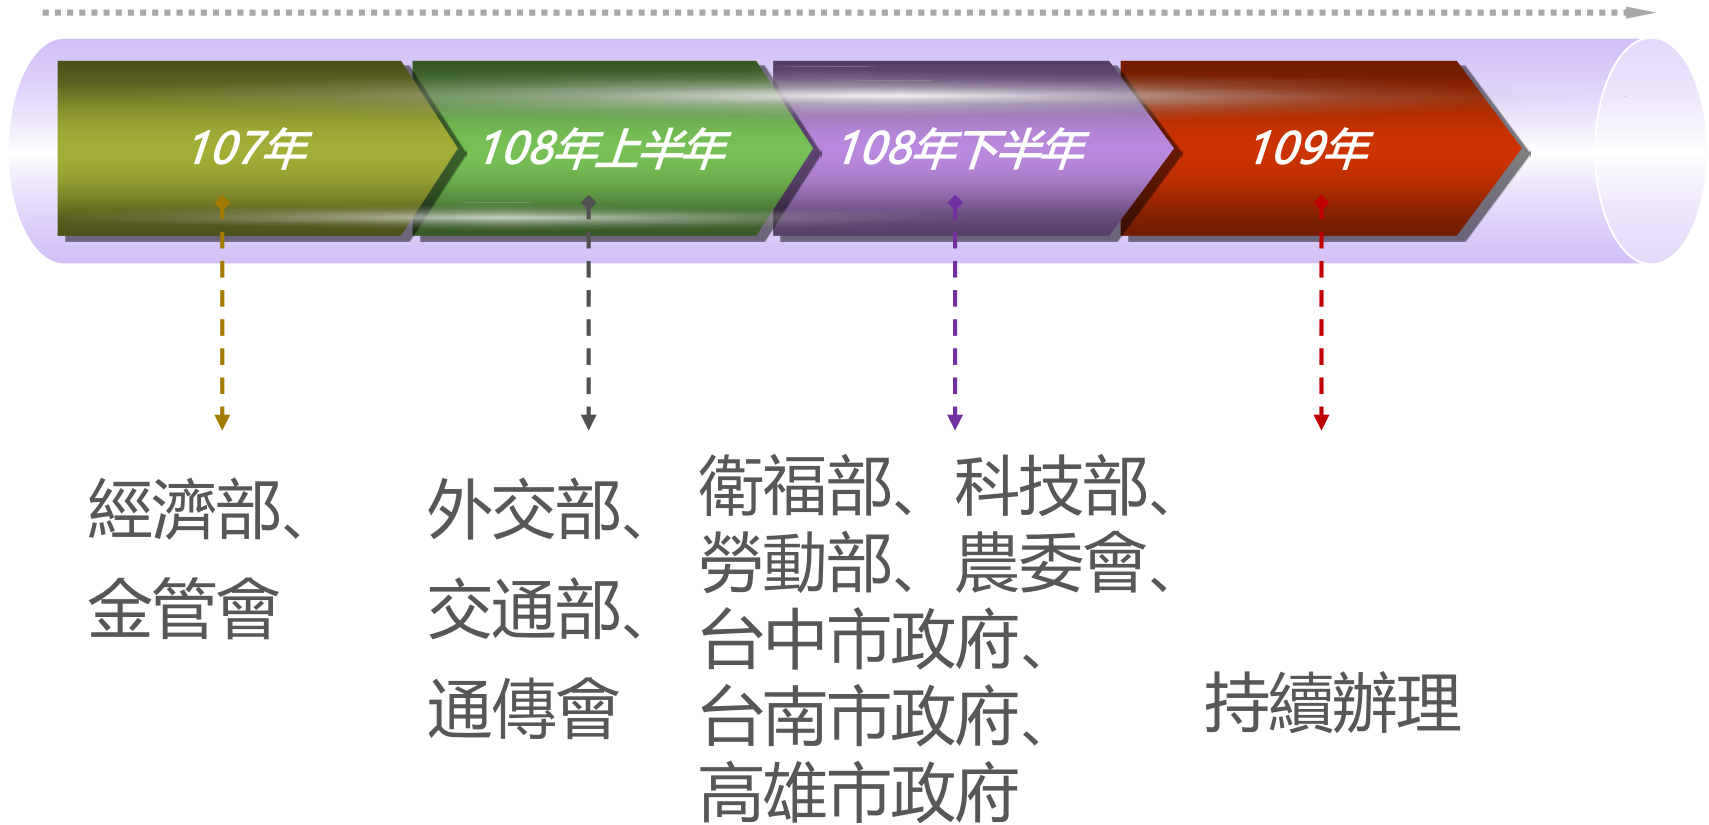 107年
108年上半年
108年下半年
109年
經濟部、
金管會
外交部、
交通部、
通傳會
衛福部、科技部、
勞動部、農委會、
台中市政府、
台南市政府、
高雄市政府
持續辦理